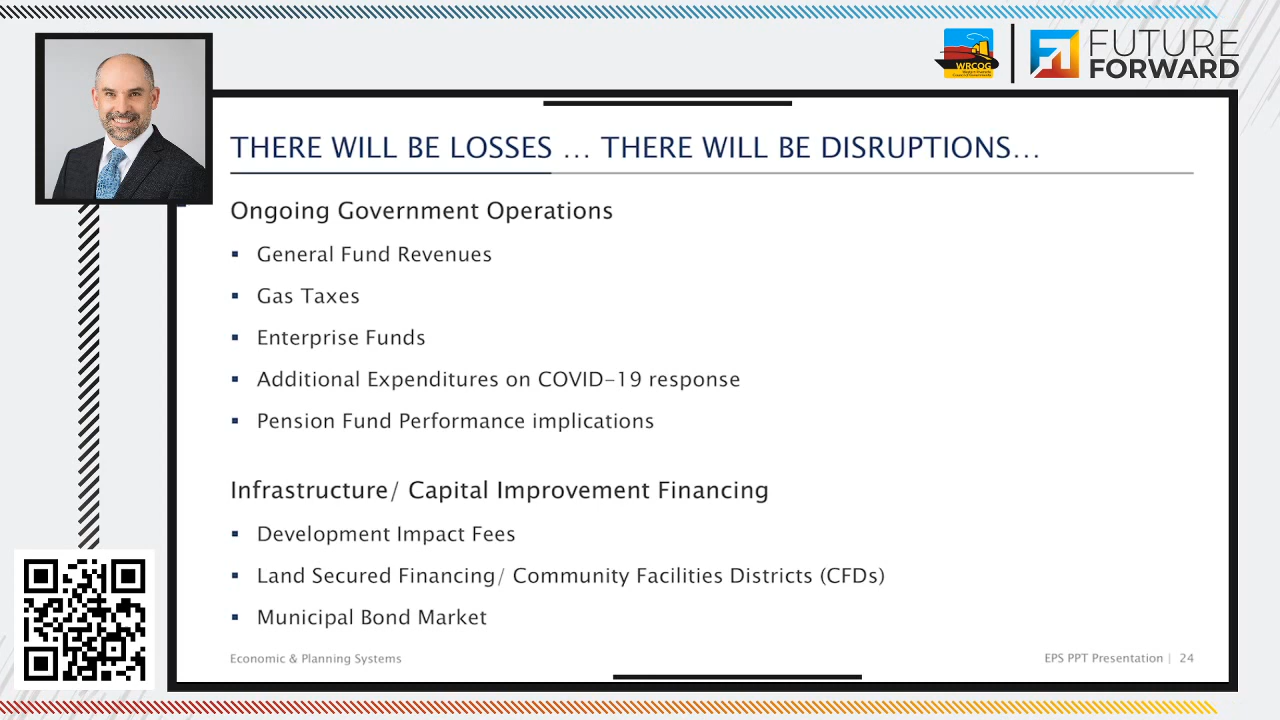 WRCOG
FUTURE
FORWARD
THERE WILL BE LOSSES … THERE WILL BE DISRUPTIONS…
Ongoing Government Operations
▪ General Fund Revenues
▪ Gas Taxes
▪ Enterprise Funds
▪ Additional Expenditures on COVID-19 response
▪ Pension Fund Performance implications
Infrastructure/ Capital Improvement Financing
▪ Development Impact Fees
▪ Land Secured Financing/ Community Facilities Districts (CFDs)
▪ Municipal Bond Market
Economic & Planning Systems
EPS PPT Presentation | 24